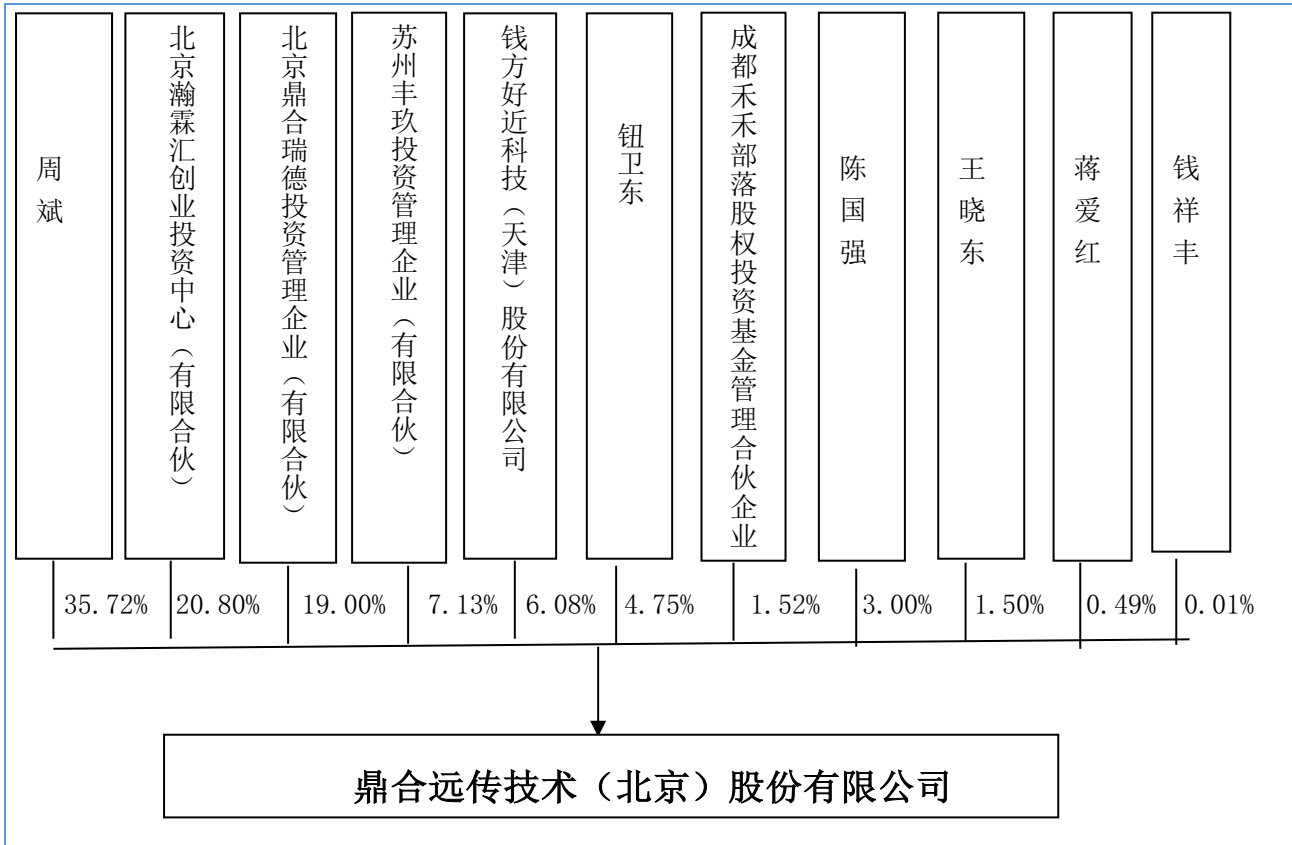 周斌
北京瀚霖汇创业投资中心（有限合伙）
北京鼎合瑞德投资管理企业（有限合伙）
苏州丰玖投资管理企业（有限合伙）
钱方好近科技（天津）股份有限公司
钮卫东
成都禾禾部落股权投资基金管理合伙企业
陈国强
王晓东
蒋爱红
钱祥丰
35.72%
20.80%
19.00%
7.13%
6.08%
4.75%
1.52%
3.00%
1.50%
0.49%
0.01%
鼎合远传技术（北京）股份有限公司